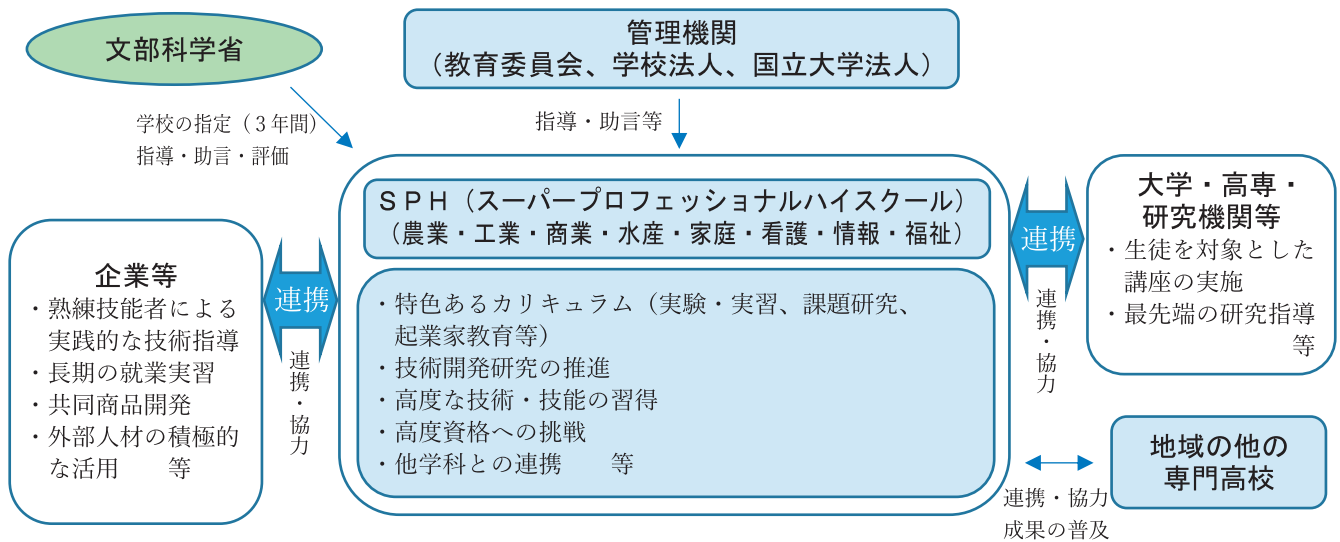 文部科学省
管理機関
（教育委員会、学校法人、国立大学法人）
学校の指定（３年間）
指導・助言・評価
指導・助言等
ＳＰＨ（スーパープロフェッショナルハイスクール）
（農業・工業・商業・水産・家庭・看護・情報・福祉）
・特色あるカリキュラム（実験・実習、課題研究、
起業家教育等）
・技術開発研究の推進
・高度な技術・技能の習得
・高度資格への挑戦
・他学科との連携　　等
企業等
・熟練技能者による
実践的な技術指導
・長期の就業実習
・共同商品開発
・外部人材の積極的
な活用　　等
連携
連携・協力
大学・高専・
研究機関等
・生徒を対象とした
講座の実施
・最先端の研究指導
等
連携
連携・協力
地域の他の
専門高校
連携・協力
成果の普及